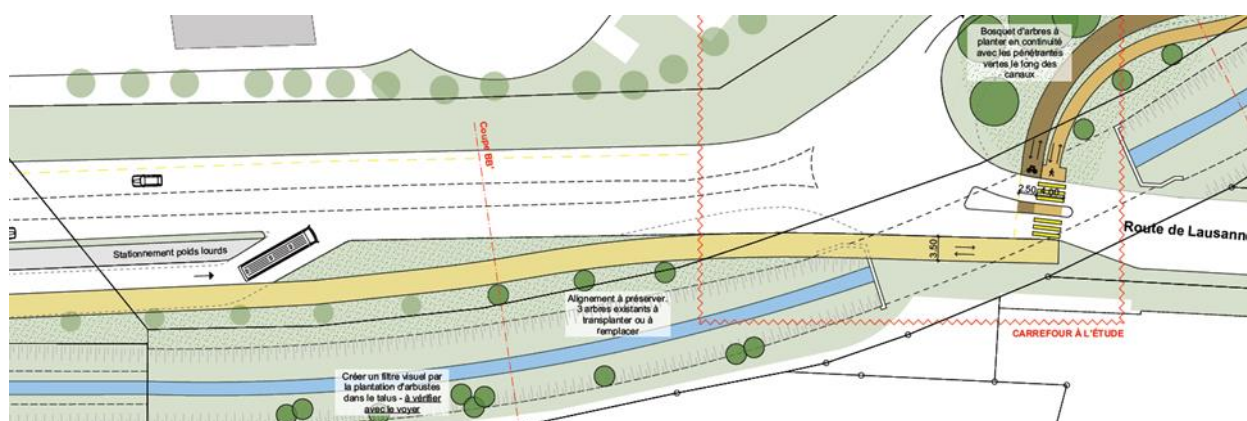 Bosquet d'arbres à
planter en continuité
avec les pénétrantes
vertes le long des
canaux
Coupe BB'
2.50
4.00
Stationnement poids lourds
3.50
Route de Lausanne
Alignement à préserver.
3 arbres existants à
transplanter ou à
remplacer
CARREFOUR À L'ÉTUDE
Créer un filtre visuel par
la plantation d'arbustes
dans le talus - à vérifier
avec le voyer